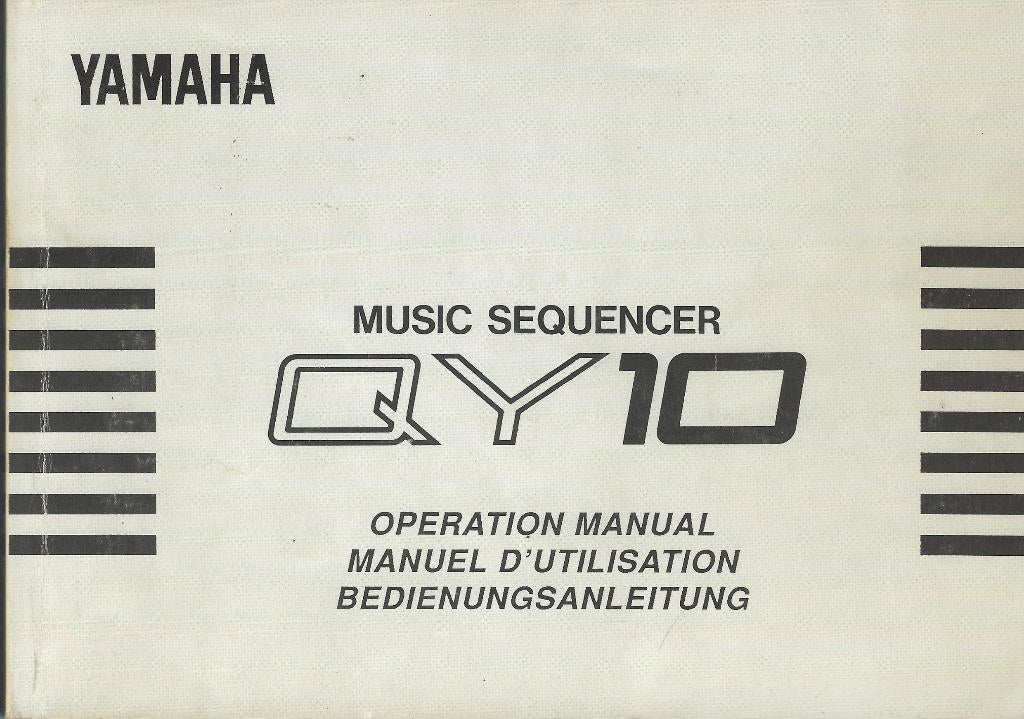 YAMAHA
MUSIC SEQUENCER
QY10
OPERATION MANUAL
MANUEL D'UTILISATION
BEDIENUNGSANLEITUNG